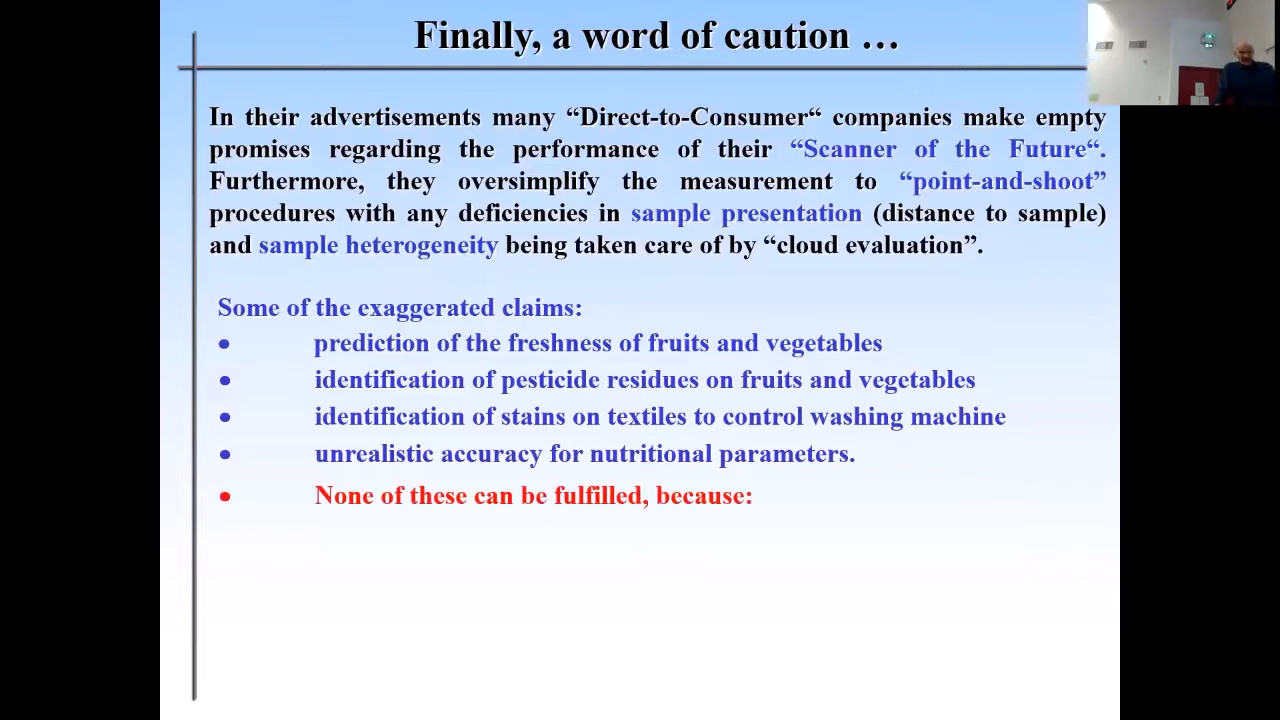 Finally, a word of caution …
In their advertisements many “Direct-to-Consumer“ companies make empty
promises regarding the performance of their “Scanner of the Future“.
Furthermore, they oversimplify the measurement to “point-and-shoot”
procedures with any deficiencies in sample presentation (distance to sample)
and sample heterogeneity being taken care of by “cloud evaluation”.
Some of the exaggerated claims:
• prediction of the freshness of fruits and vegetables
• identification of pesticide residues on fruits and vegetables
• identification of stains on textiles to control washing machine
• unrealistic accuracy for nutritional parameters.
• None of these can be fulfilled, because: